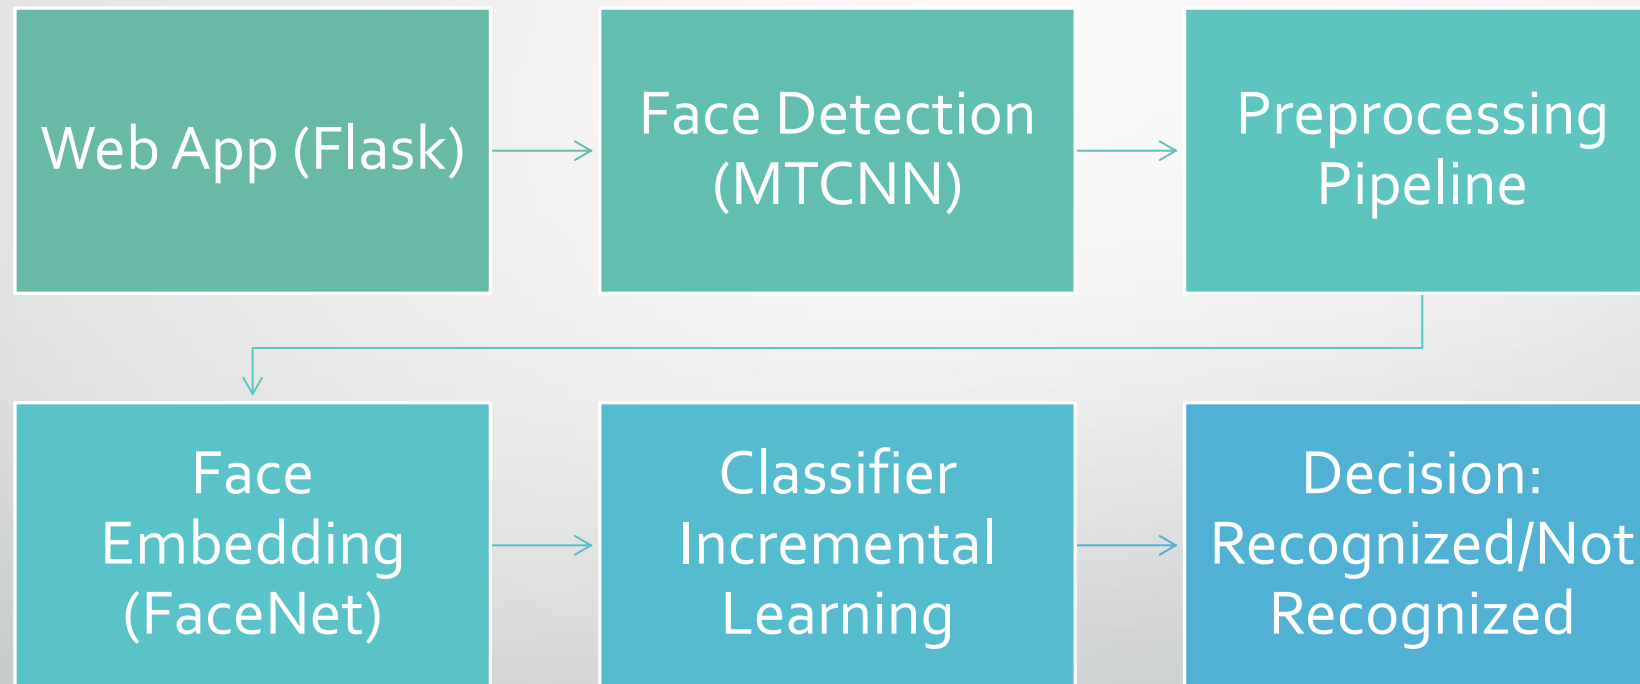 Web App (Flask)
Face Detection
(MTCNN)
Preprocessing
Pipeline
Face
Embedding
(FaceNet)
Classifier
Incremental
Learning
Decision:
Recognized/Not
Recognized